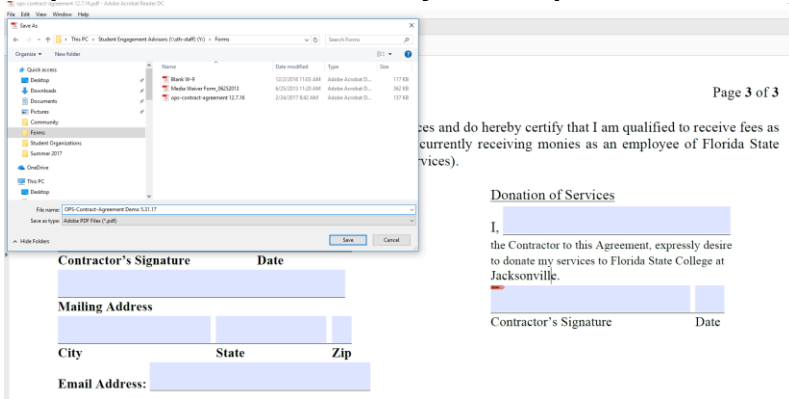 ops-contract-agreement 12.7.16.pdf - Adobe Acrobat Reader DC
File Edit View Window Help
Save As
This PC > Student Engagement Advisors (\\uth-staff) (Y:) > Forms
Search Forms
Organize New folder
Name Date modified Type Size
Quick access
Desktop
Downloads
Documents
Pictures
Community
Forms
Student Organizations
Summer 2017
OneDrive
This PC
Desktop
Blank W-9 12/2/2016 11:03 AM Adobe Acrobat D... 117 KB
Media Waiver Form_06252013 6/25/2013 11:20 AM Adobe Acrobat D... 362 KB
ops-contract-agreement 12.7.16 2/24/2017 8:42 AM Adobe Acrobat D... 137 KB
File name: OPS-Contract-Agreement Demo 5.31.17
Save as type: Adobe PDF Files (*.pdf)
Hide Folders Save Cancel
Page 3 of 3
ces and do hereby certify that I am qualified to receive fees as
currently receiving monies as an employee of Florida State
vices).
Donation of Services
I,
the Contractor to this Agreement, expressly desire
to donate my services to Florida State College at
Jacksonville.
Contractor's Signature Date
Contractor's Signature Date
Mailing Address
City State Zip
Email Address: